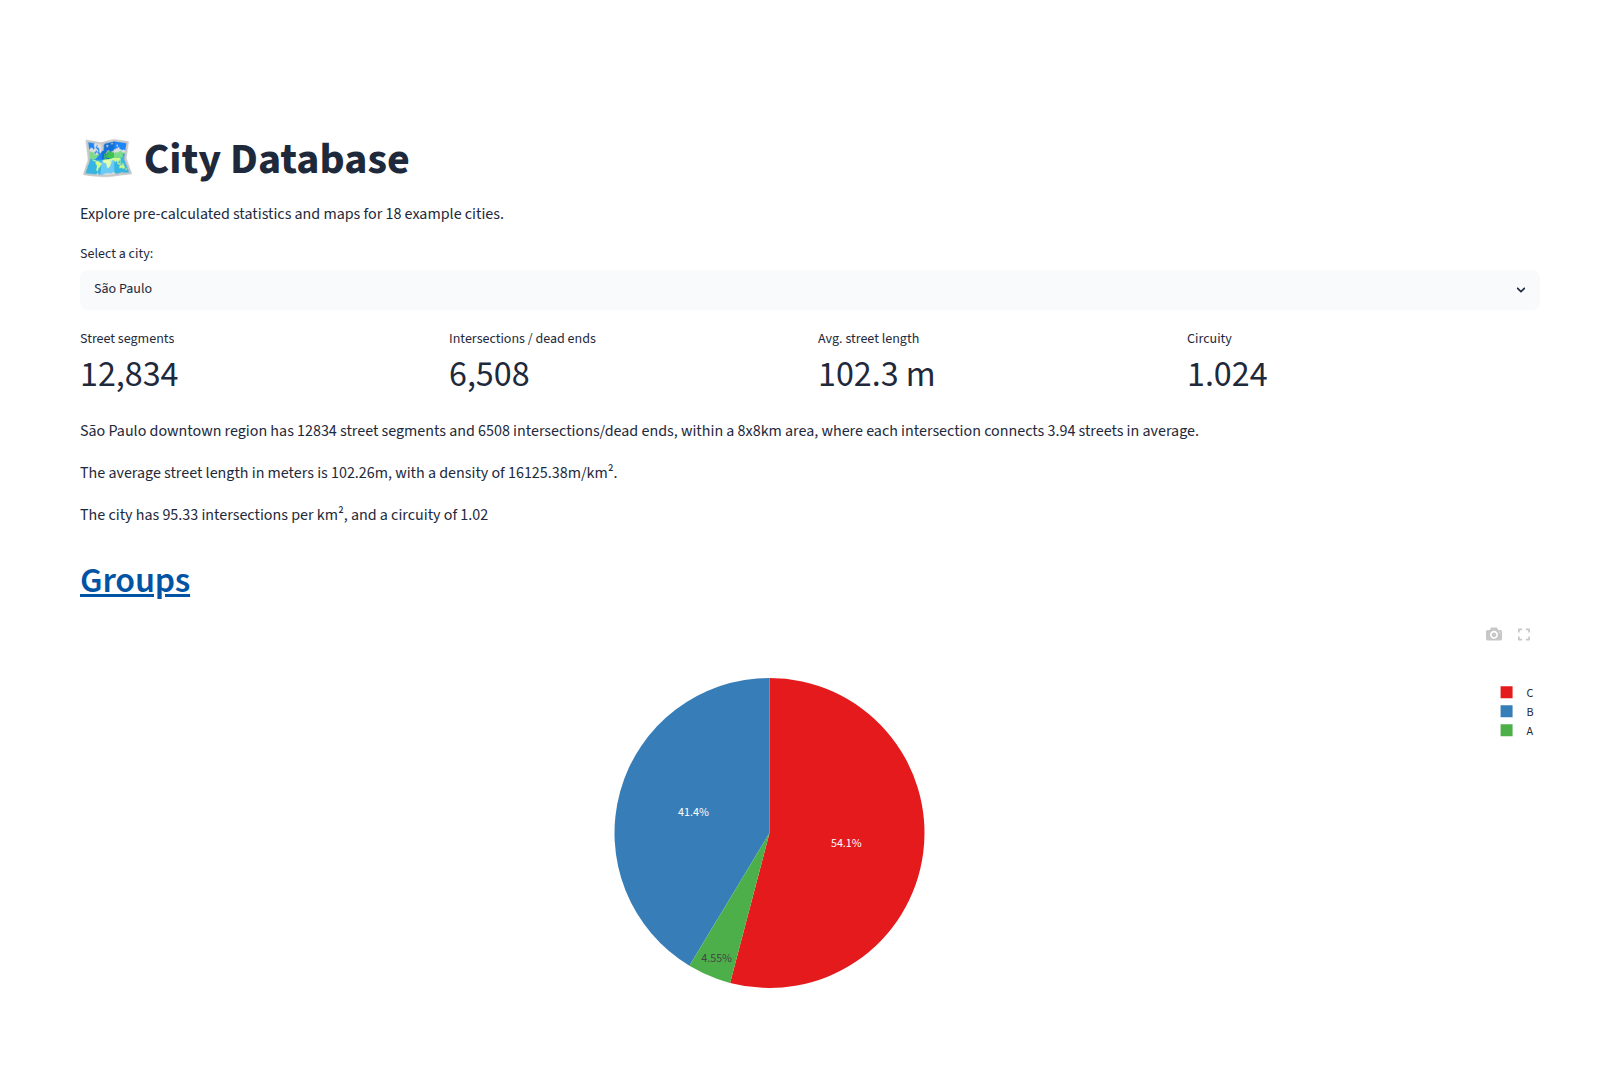 City Database
Explore pre-calculated statistics and maps for 18 example cities.
Select a city:
São Paulo
Street segments
12,834
Intersections / dead ends
6,508
Avg. street length
102.3 m
Circuity
1.024
São Paulo downtown region has 12834 street segments and 6508 intersections/dead ends, within a 8x8km area, where each intersection connects 3.94 streets in average.
The average street length in meters is 102.26m, with a density of 16125.38m/km².
The city has 95.33 intersections per km², and a circuity of 1.02
Groups
C
B
A
41.4%
54.1%
4.55%